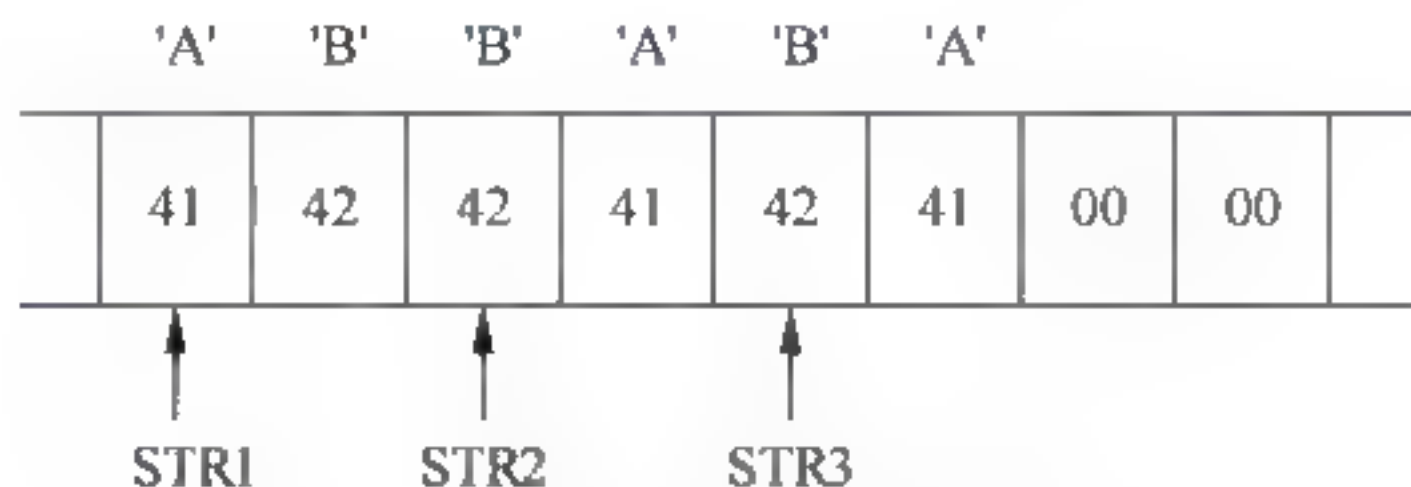 'A' 'B' 'B' 'A' 'B' 'A'
41 42 42 41 42 41 00 00
STR1 STR2 STR3